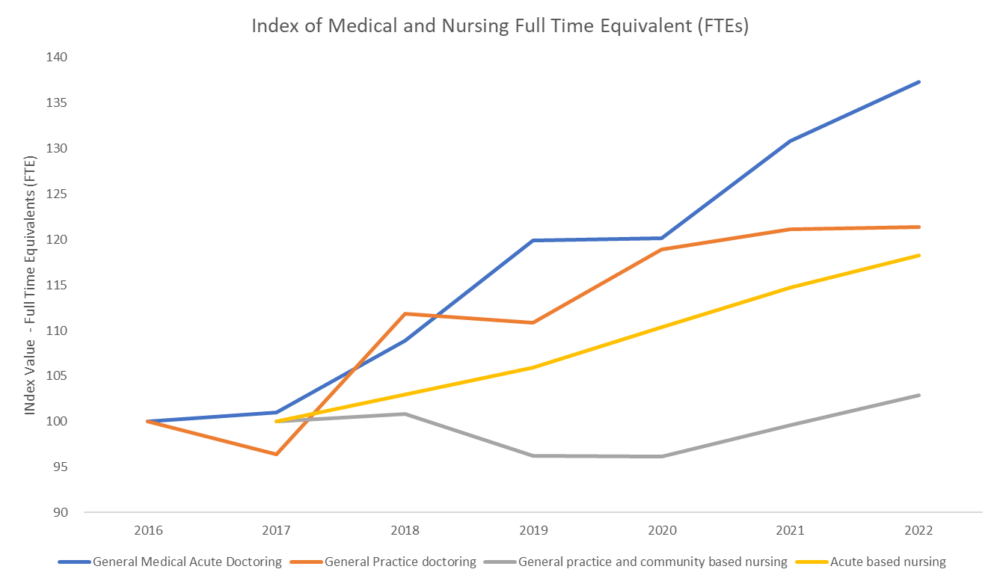 Index of Medical and Nursing Full Time Equivalent (FTEs)
INdex Value - Full Time Equivalents (FTE)
140
135
130
125
120
115
110
105
100
95
90
2016 2017 2018 2019 2020 2021 2022
General Medical Acute Doctoring General Practice doctoring General practice and community based nursing Acute based nursing